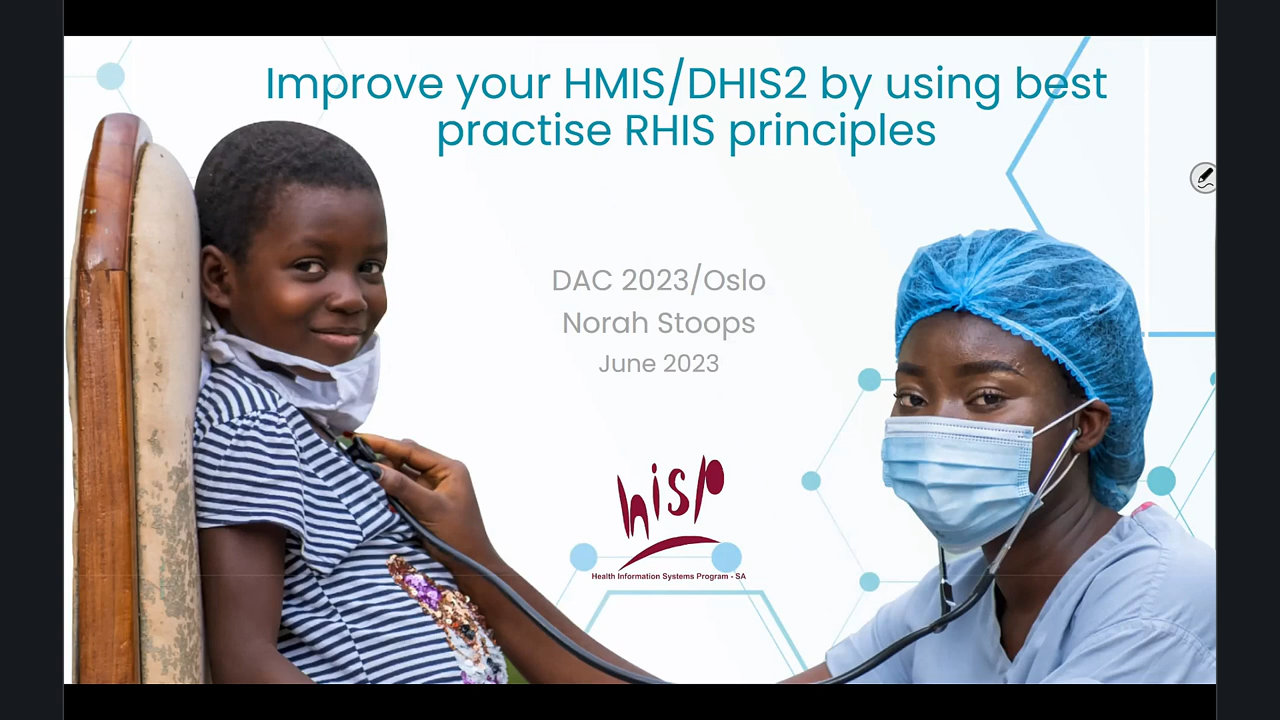 Improve your HMIS/DHIS2 by using best
practise RHIS principles
DAC 2023/Oslo
Norah Stoops
June 2023
hisp
Health Information Systems Program - SA